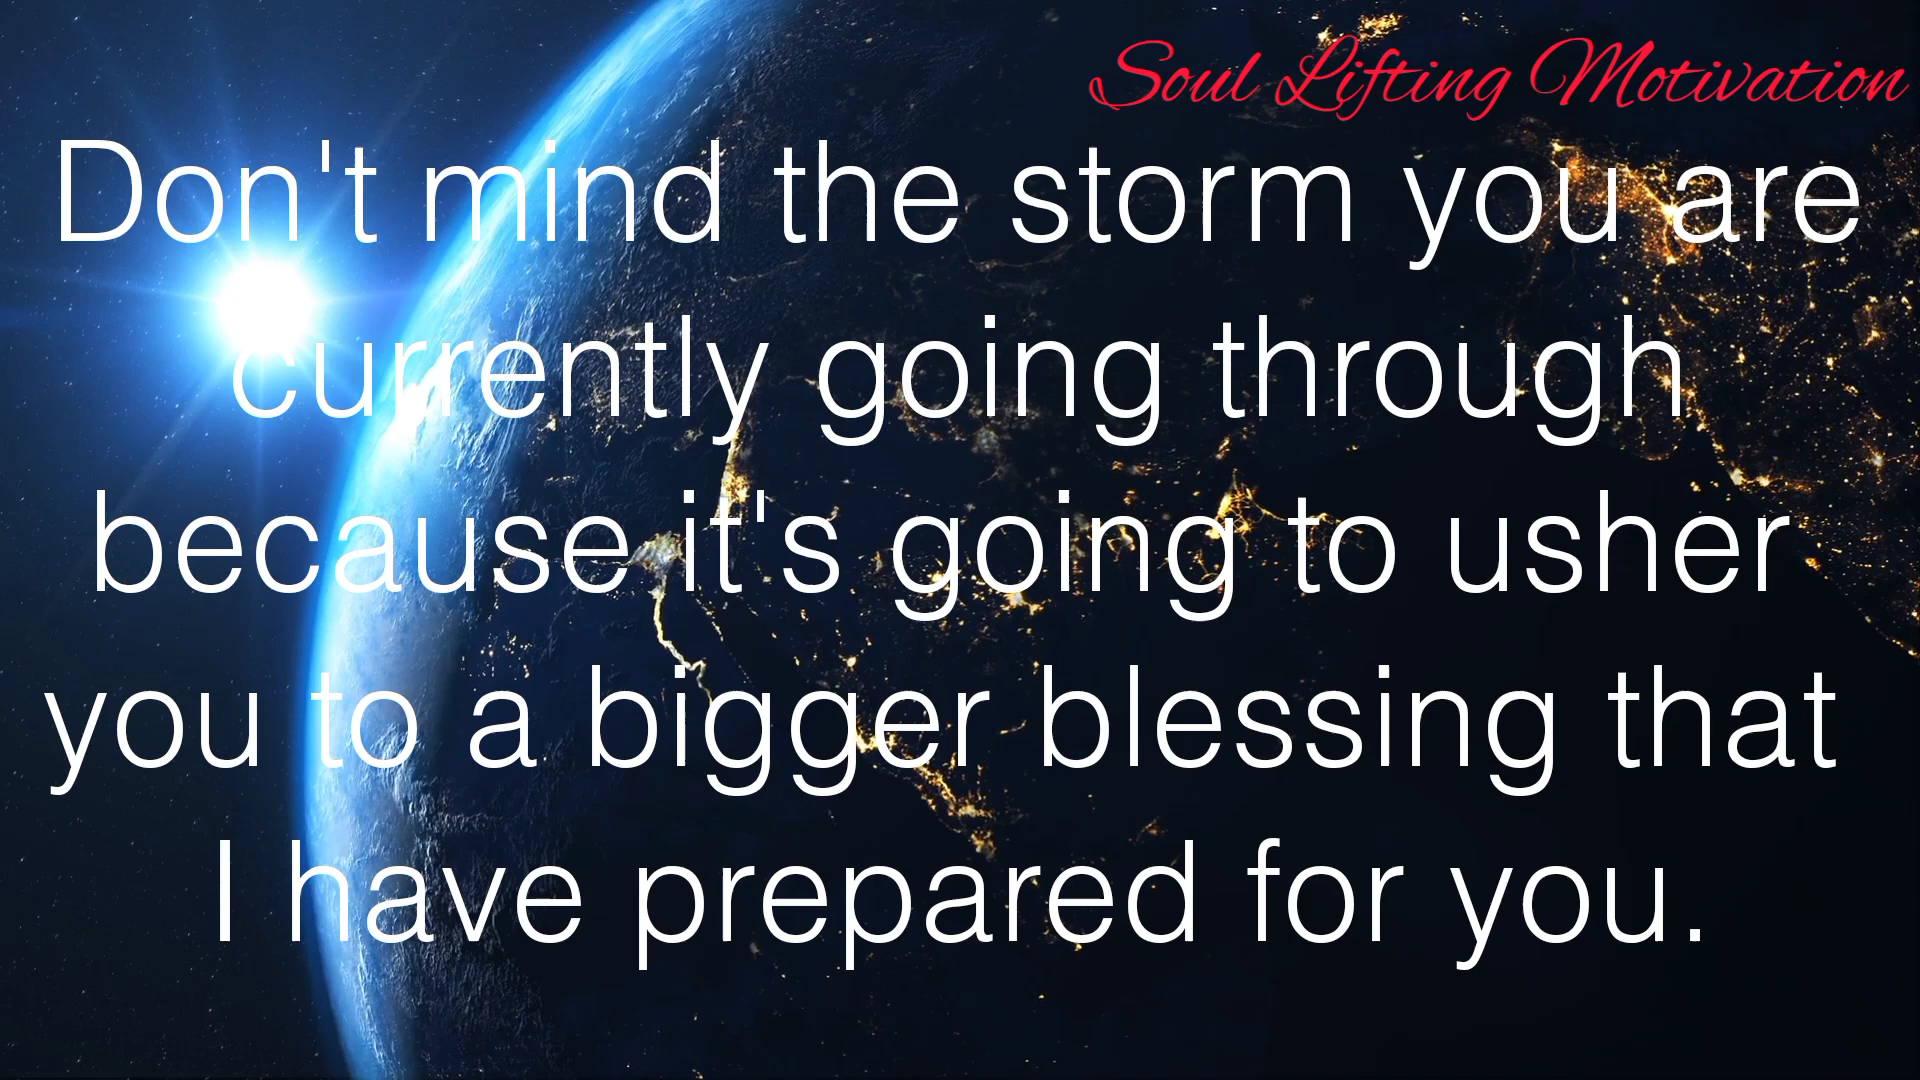 Soul Lifting Motivation
Don't mind the storm you are
currently going through
because it's going to usher
you to a bigger blessing that
I have prepared for you.